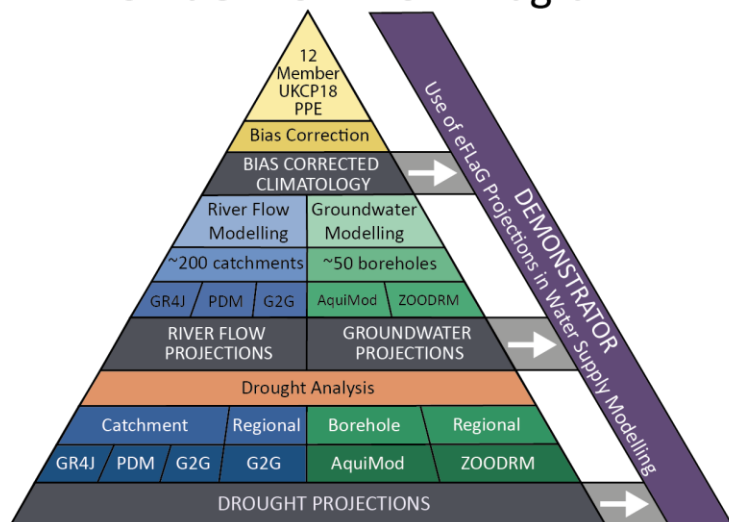 12
Member
UKCP18
PPE
Bias Correction
BIAS CORRECTED
CLIMATOLOGY
River Flow
Modelling
Groundwater
Modelling
~200 catchments
~50 boreholes
GR4J
PDM
G2G
AquiMod
ZOODRM
RIVER FLOW
PROJECTIONS
GROUNDWATER
PROJECTIONS
Drought Analysis
Catchment
Regional
Borehole
Regional
GR4J
PDM
G2G
G2G
AquiMod
ZOODRM
DROUGHT PROJECTIONS
DEMONSTRATOR
Use of eFLaG Projections in Water Supply Modelling